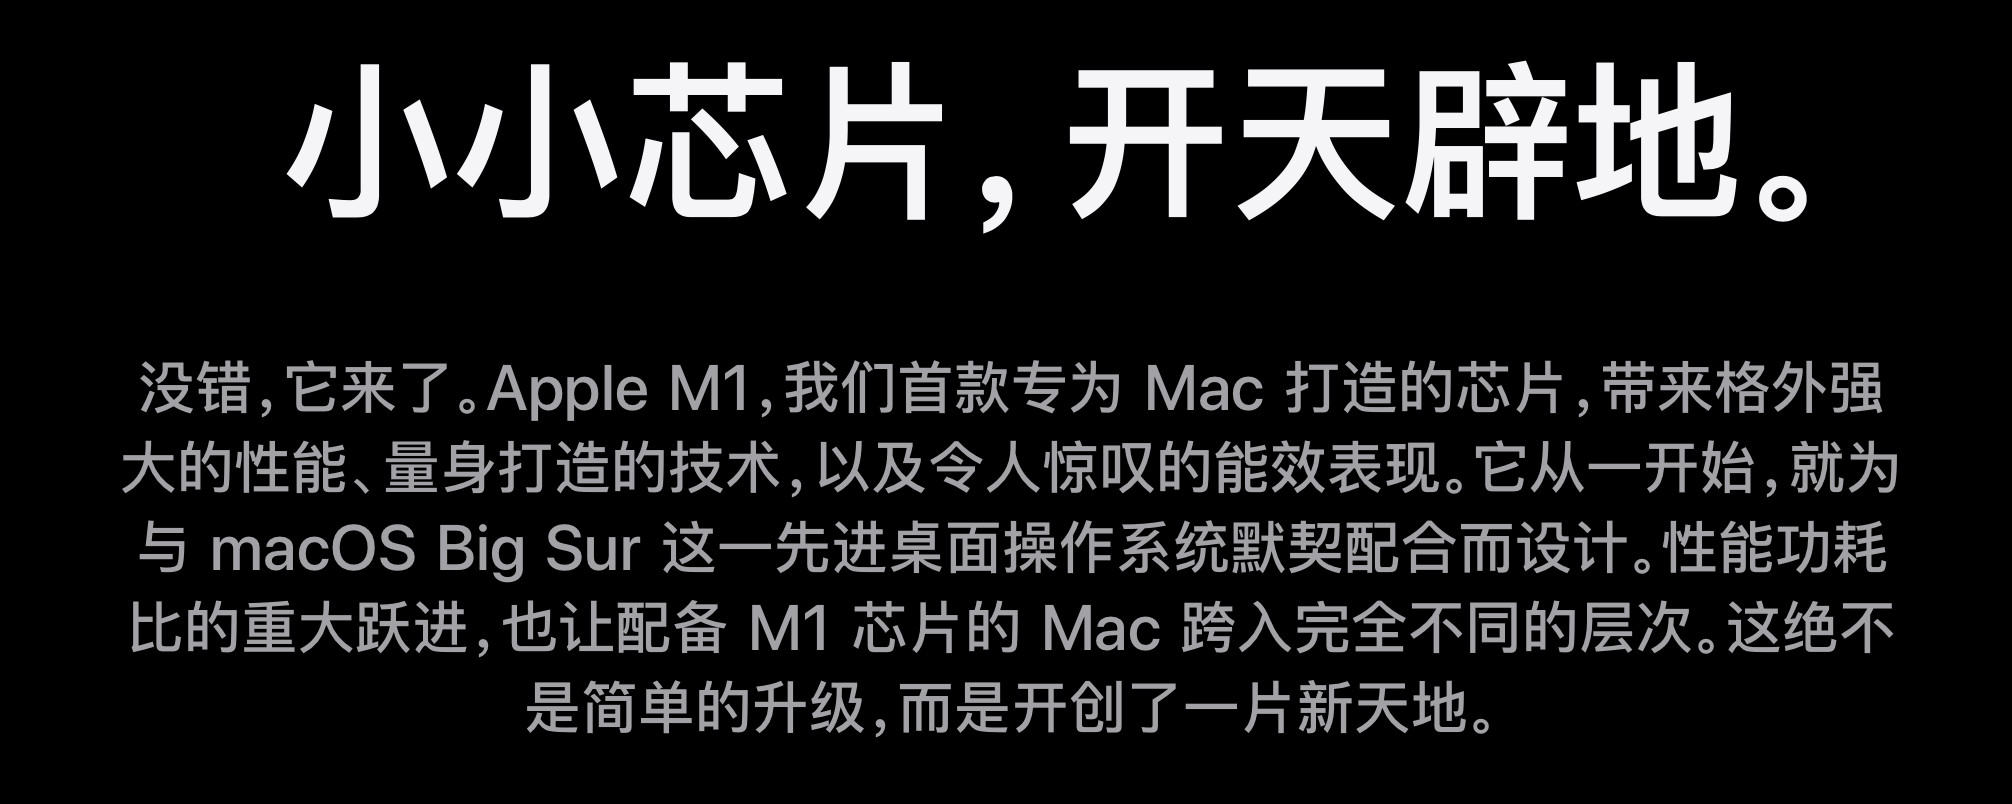 小小芯片，开天辟地。
没错，它来了。Apple M1，我们首款专为 Mac 打造的芯片，带来格外强
大的性能、量身打造的技术，以及令人惊叹的能效表现。它从一开始，就为
与 macOS Big Sur 这一先进桌面操作系统默契配合而设计。性能功耗
比的重大跃进，也让配备 M1 芯片的 Mac 跨入完全不同的层次。这绝不
是简单的升级，而是开创了一片新天地。